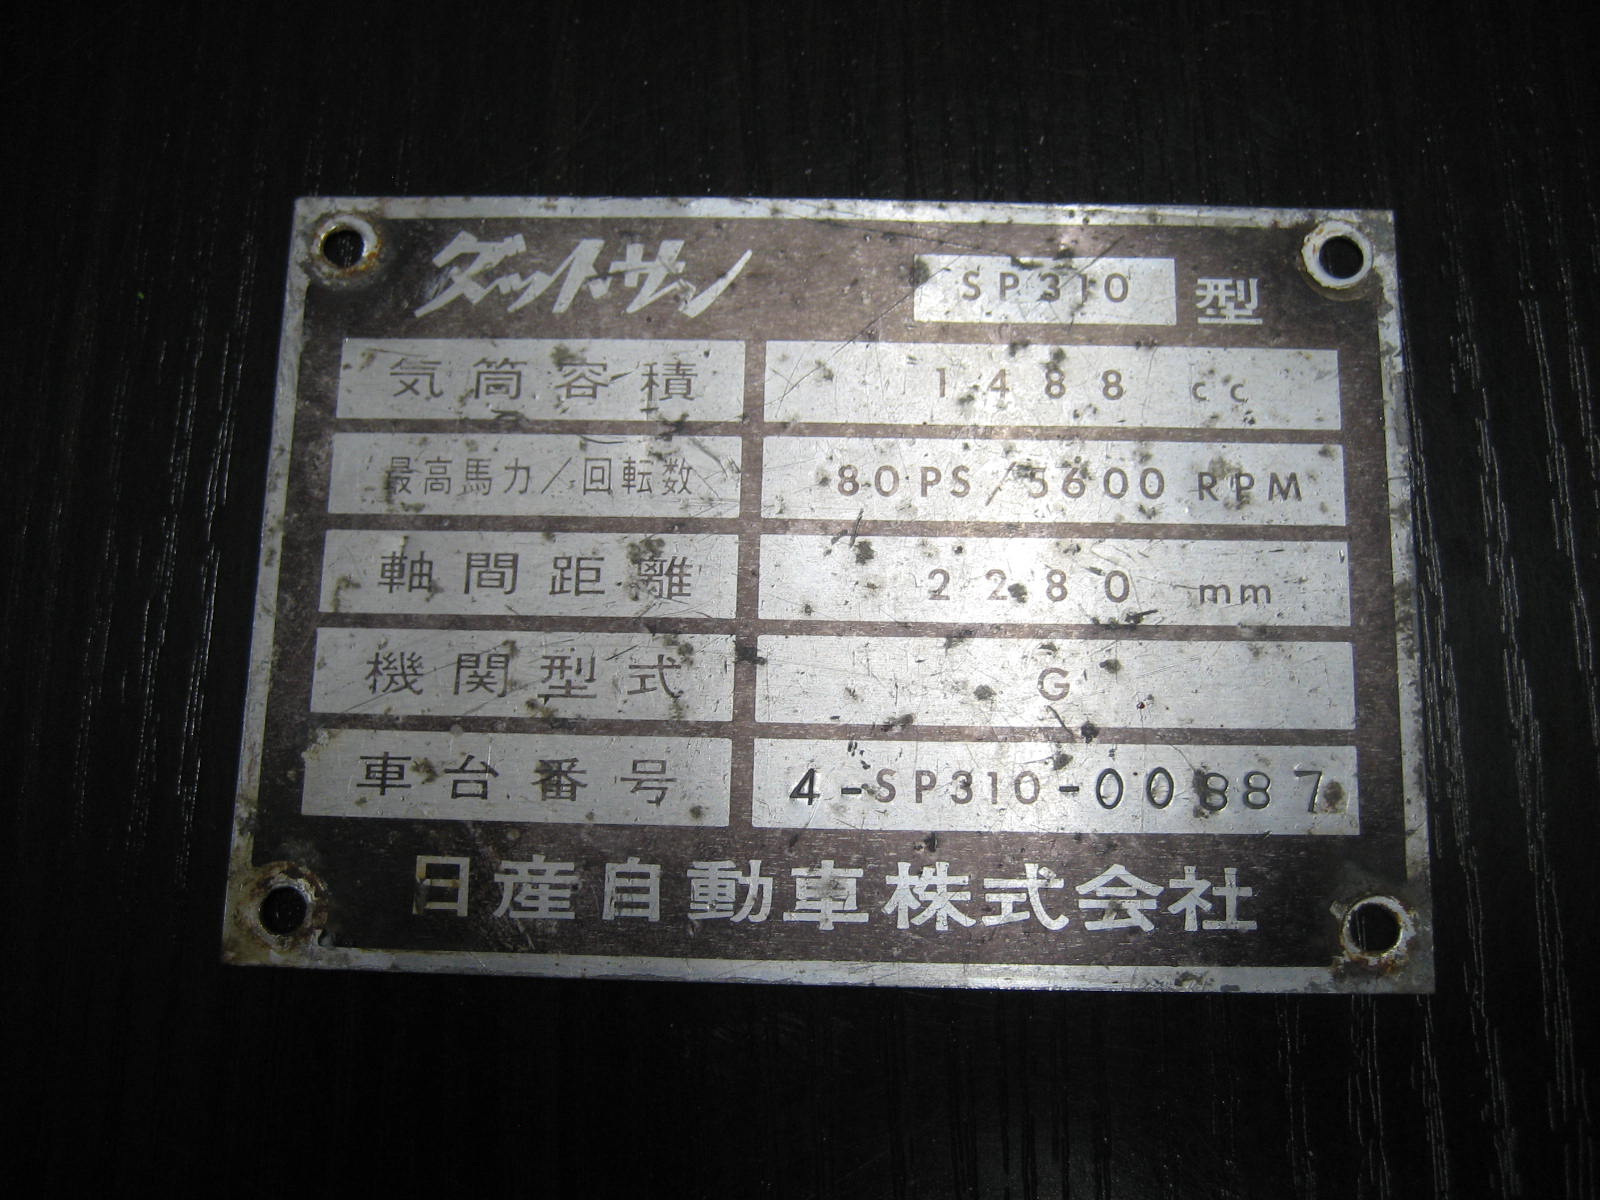 ダットサン SP310 型
気筒容積 1488 cc
最高馬力/回転数 80PS/5600 RPM
軸間距離 2280 mm
機関型式 G
車台番号 4-SP310-00887
日産自動車株式会社